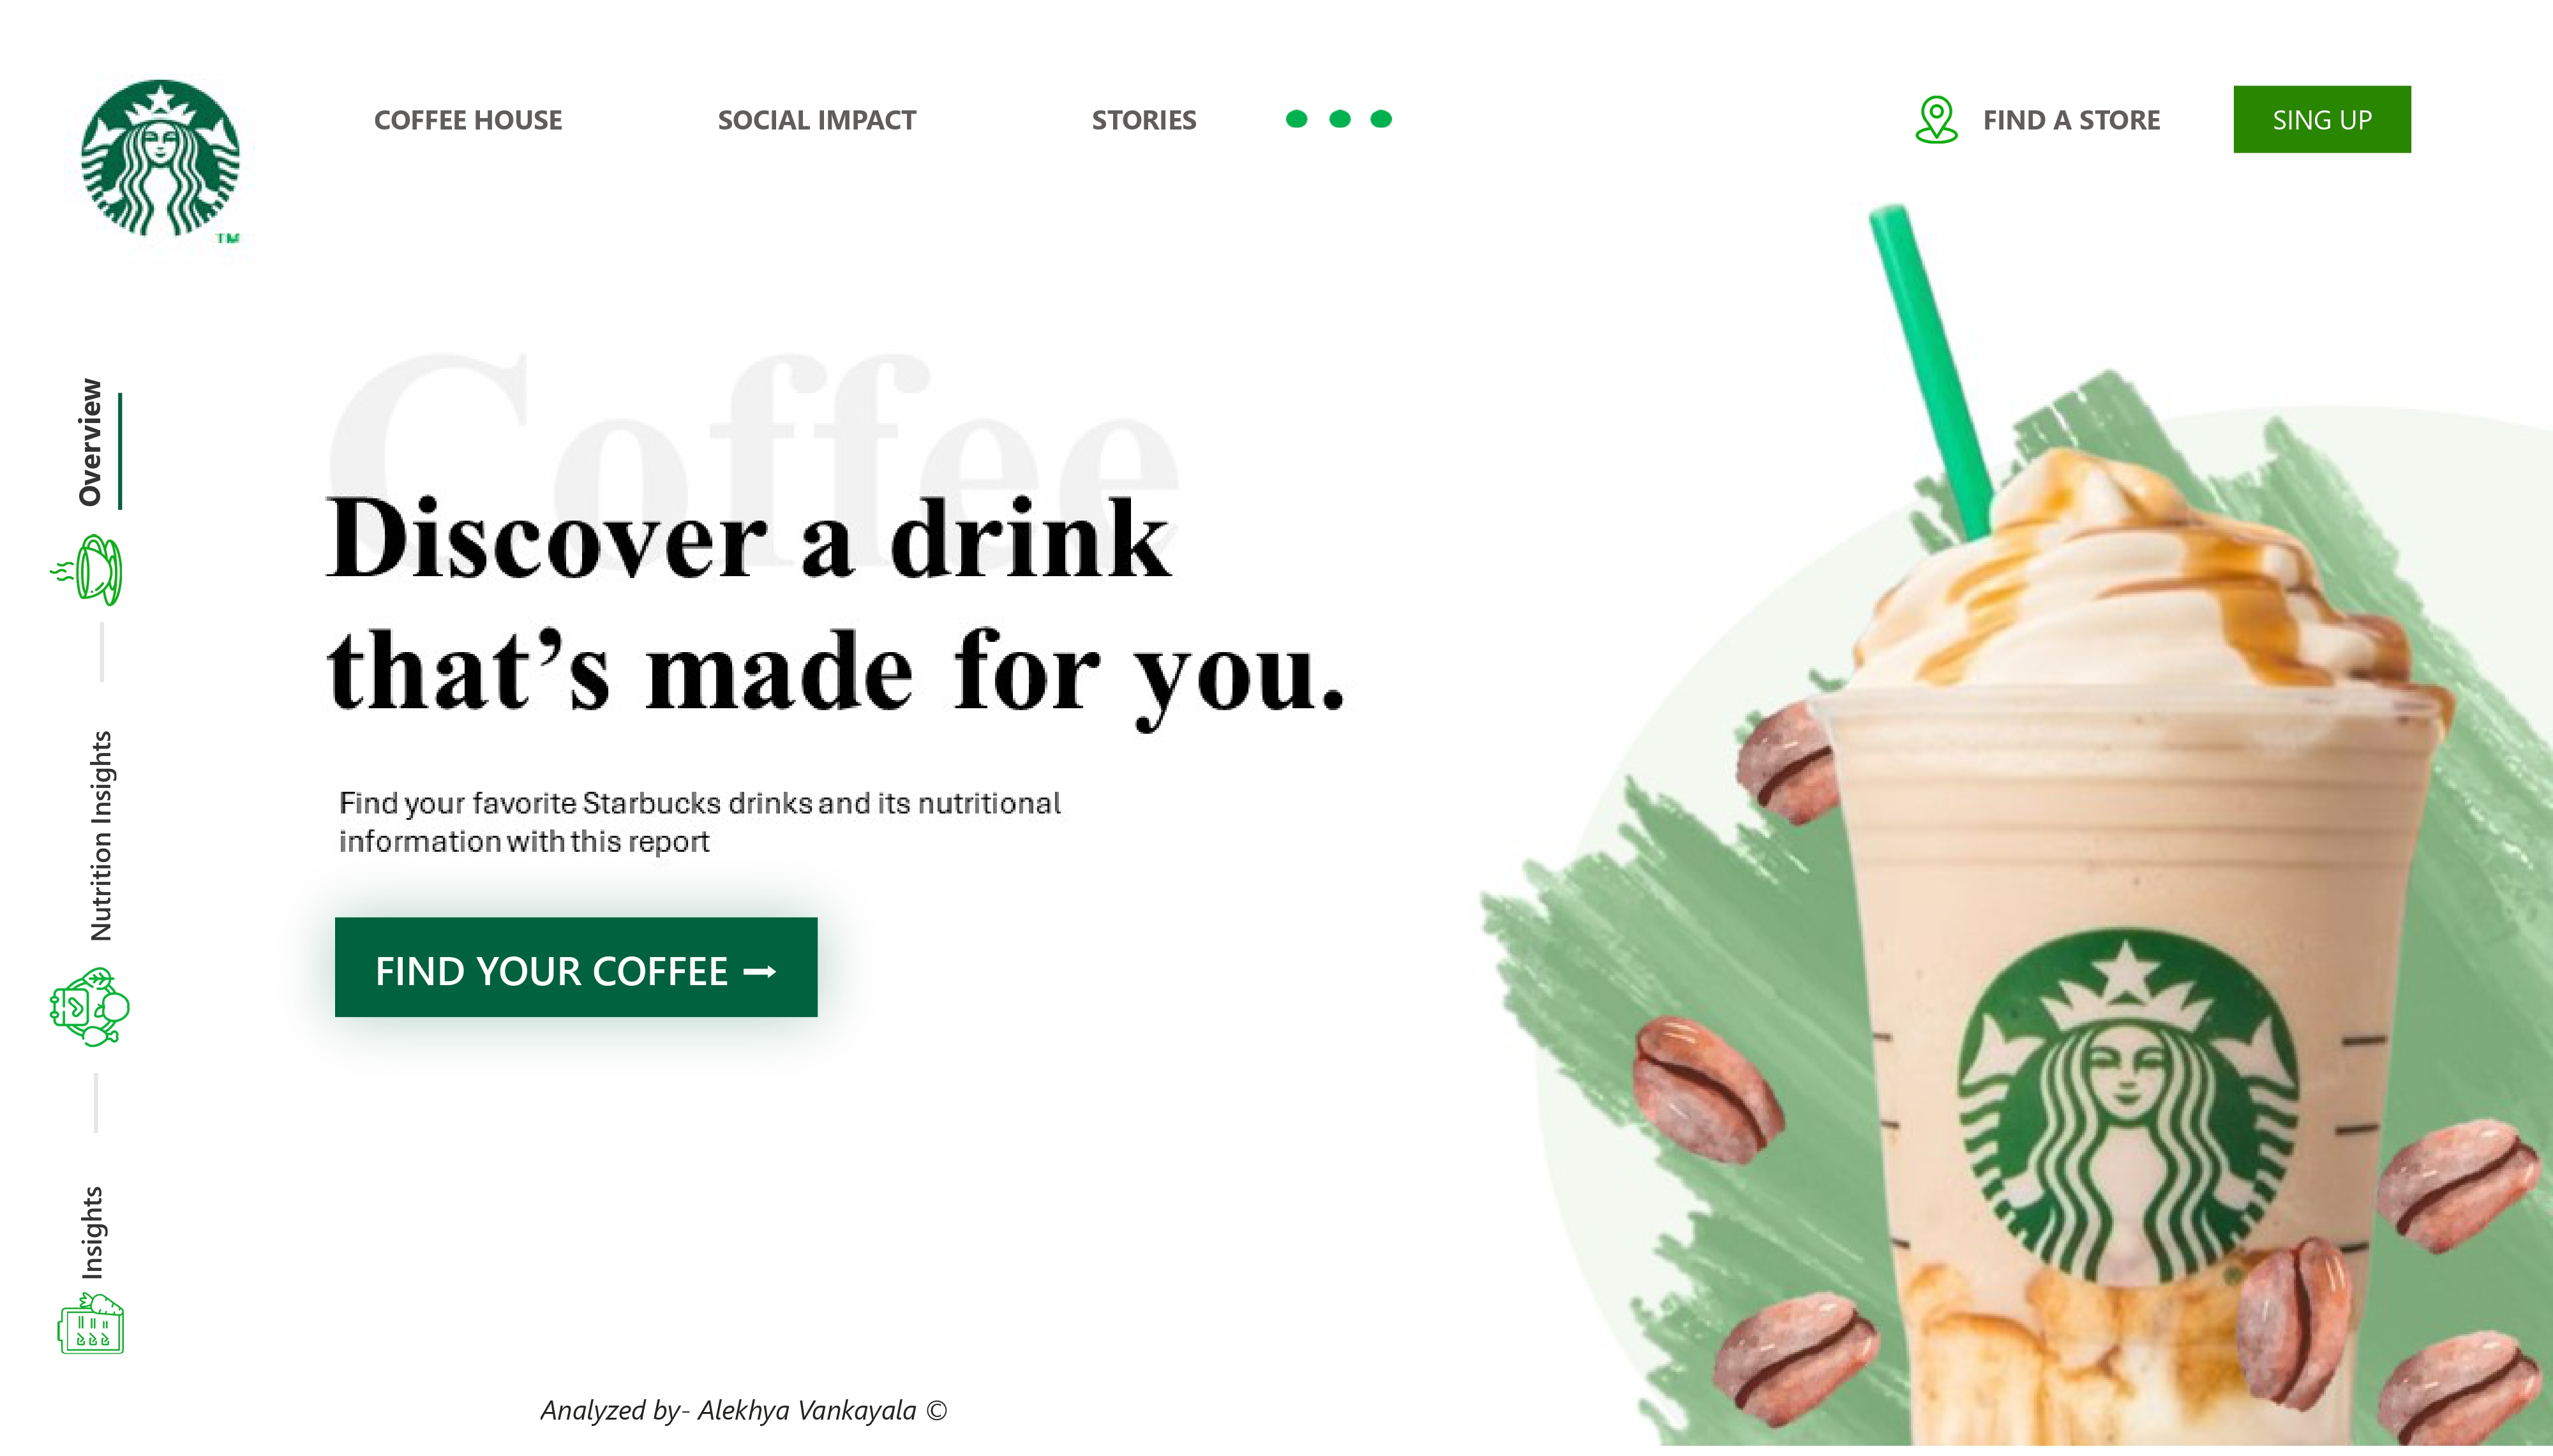 COFFEE HOUSE
SOCIAL IMPACT
STORIES
FIND A STORE
SING UP
TM
Overview
Nutrition Insights
Insights
Coffee
Discover a drink
that’s made for you.
Find your favorite Starbucks drinks and its nutritional
information with this report
FIND YOUR COFFEE
Analyzed by- Alekhya Vankayala ©
®